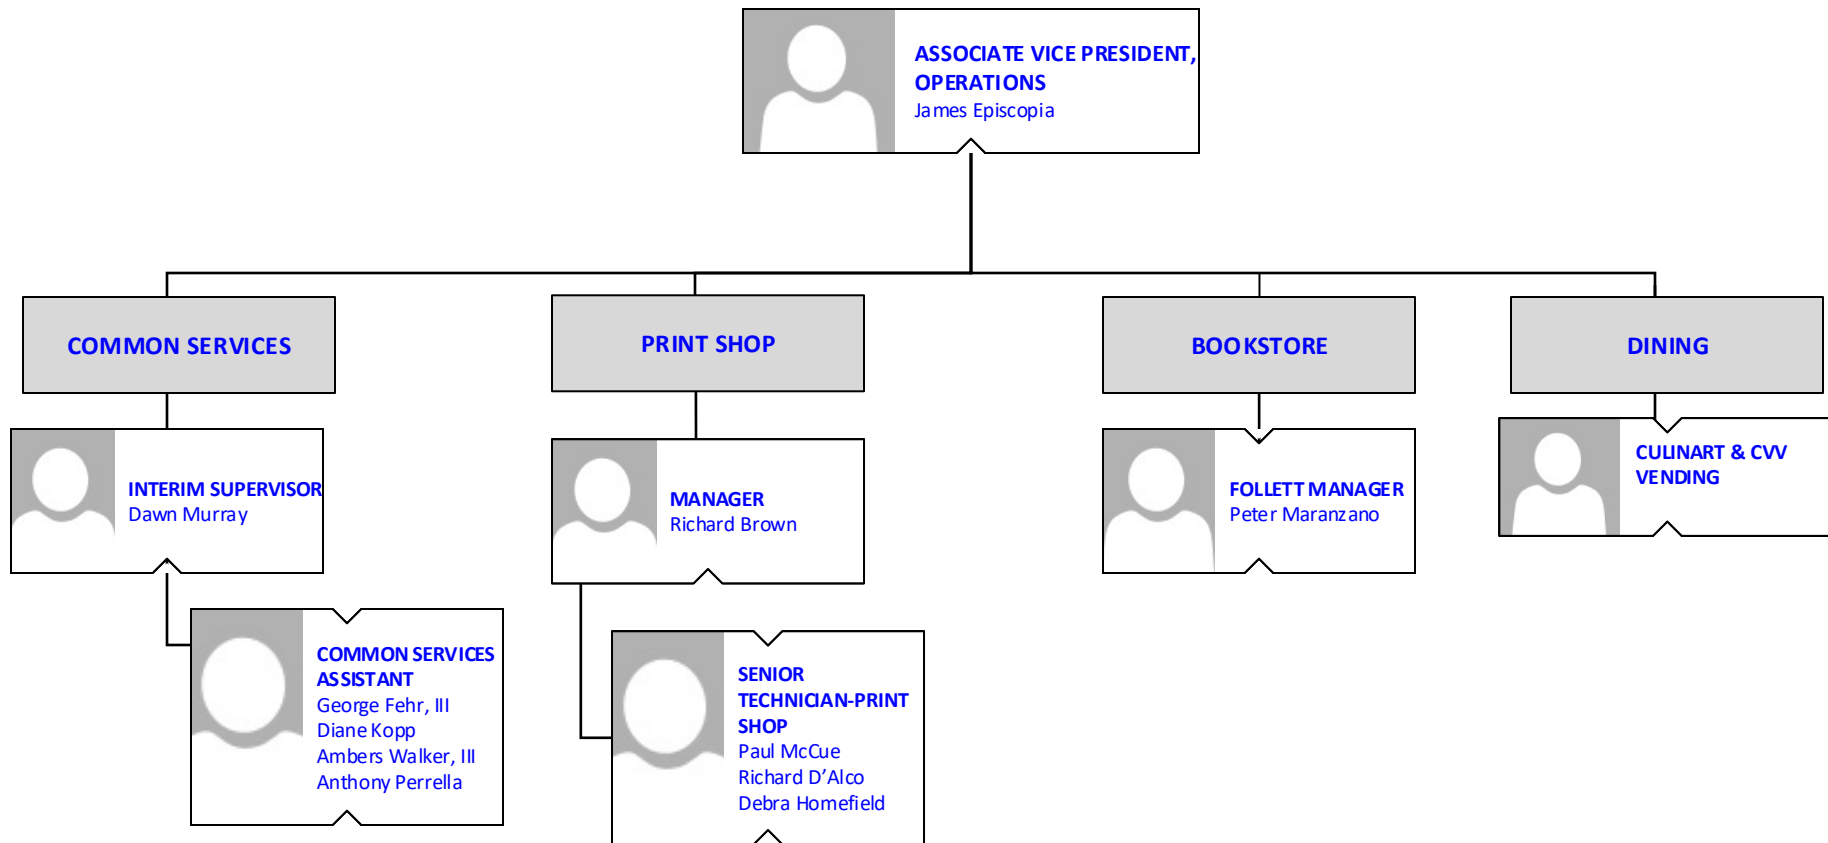 ASSOCIATE VICE PRESIDENT,
OPERATIONS
James Episcopia
COMMON SERVICES
PRINT SHOP
BOOKSTORE
DINING
INTERIM SUPERVISOR
Dawn Murray
MANAGER
Richard Brown
FOLLETT MANAGER
Peter Maranzano
CULINART & CVV
VENDING
COMMON SERVICES
ASSISTANT
George Fehr, III
Diane Kopp
Ambers Walker, III
Anthony Perrella
SENIOR
TECHNICIAN-PRINT
SHOP
Paul McCue
Richard D’Alco
Debra Homefield